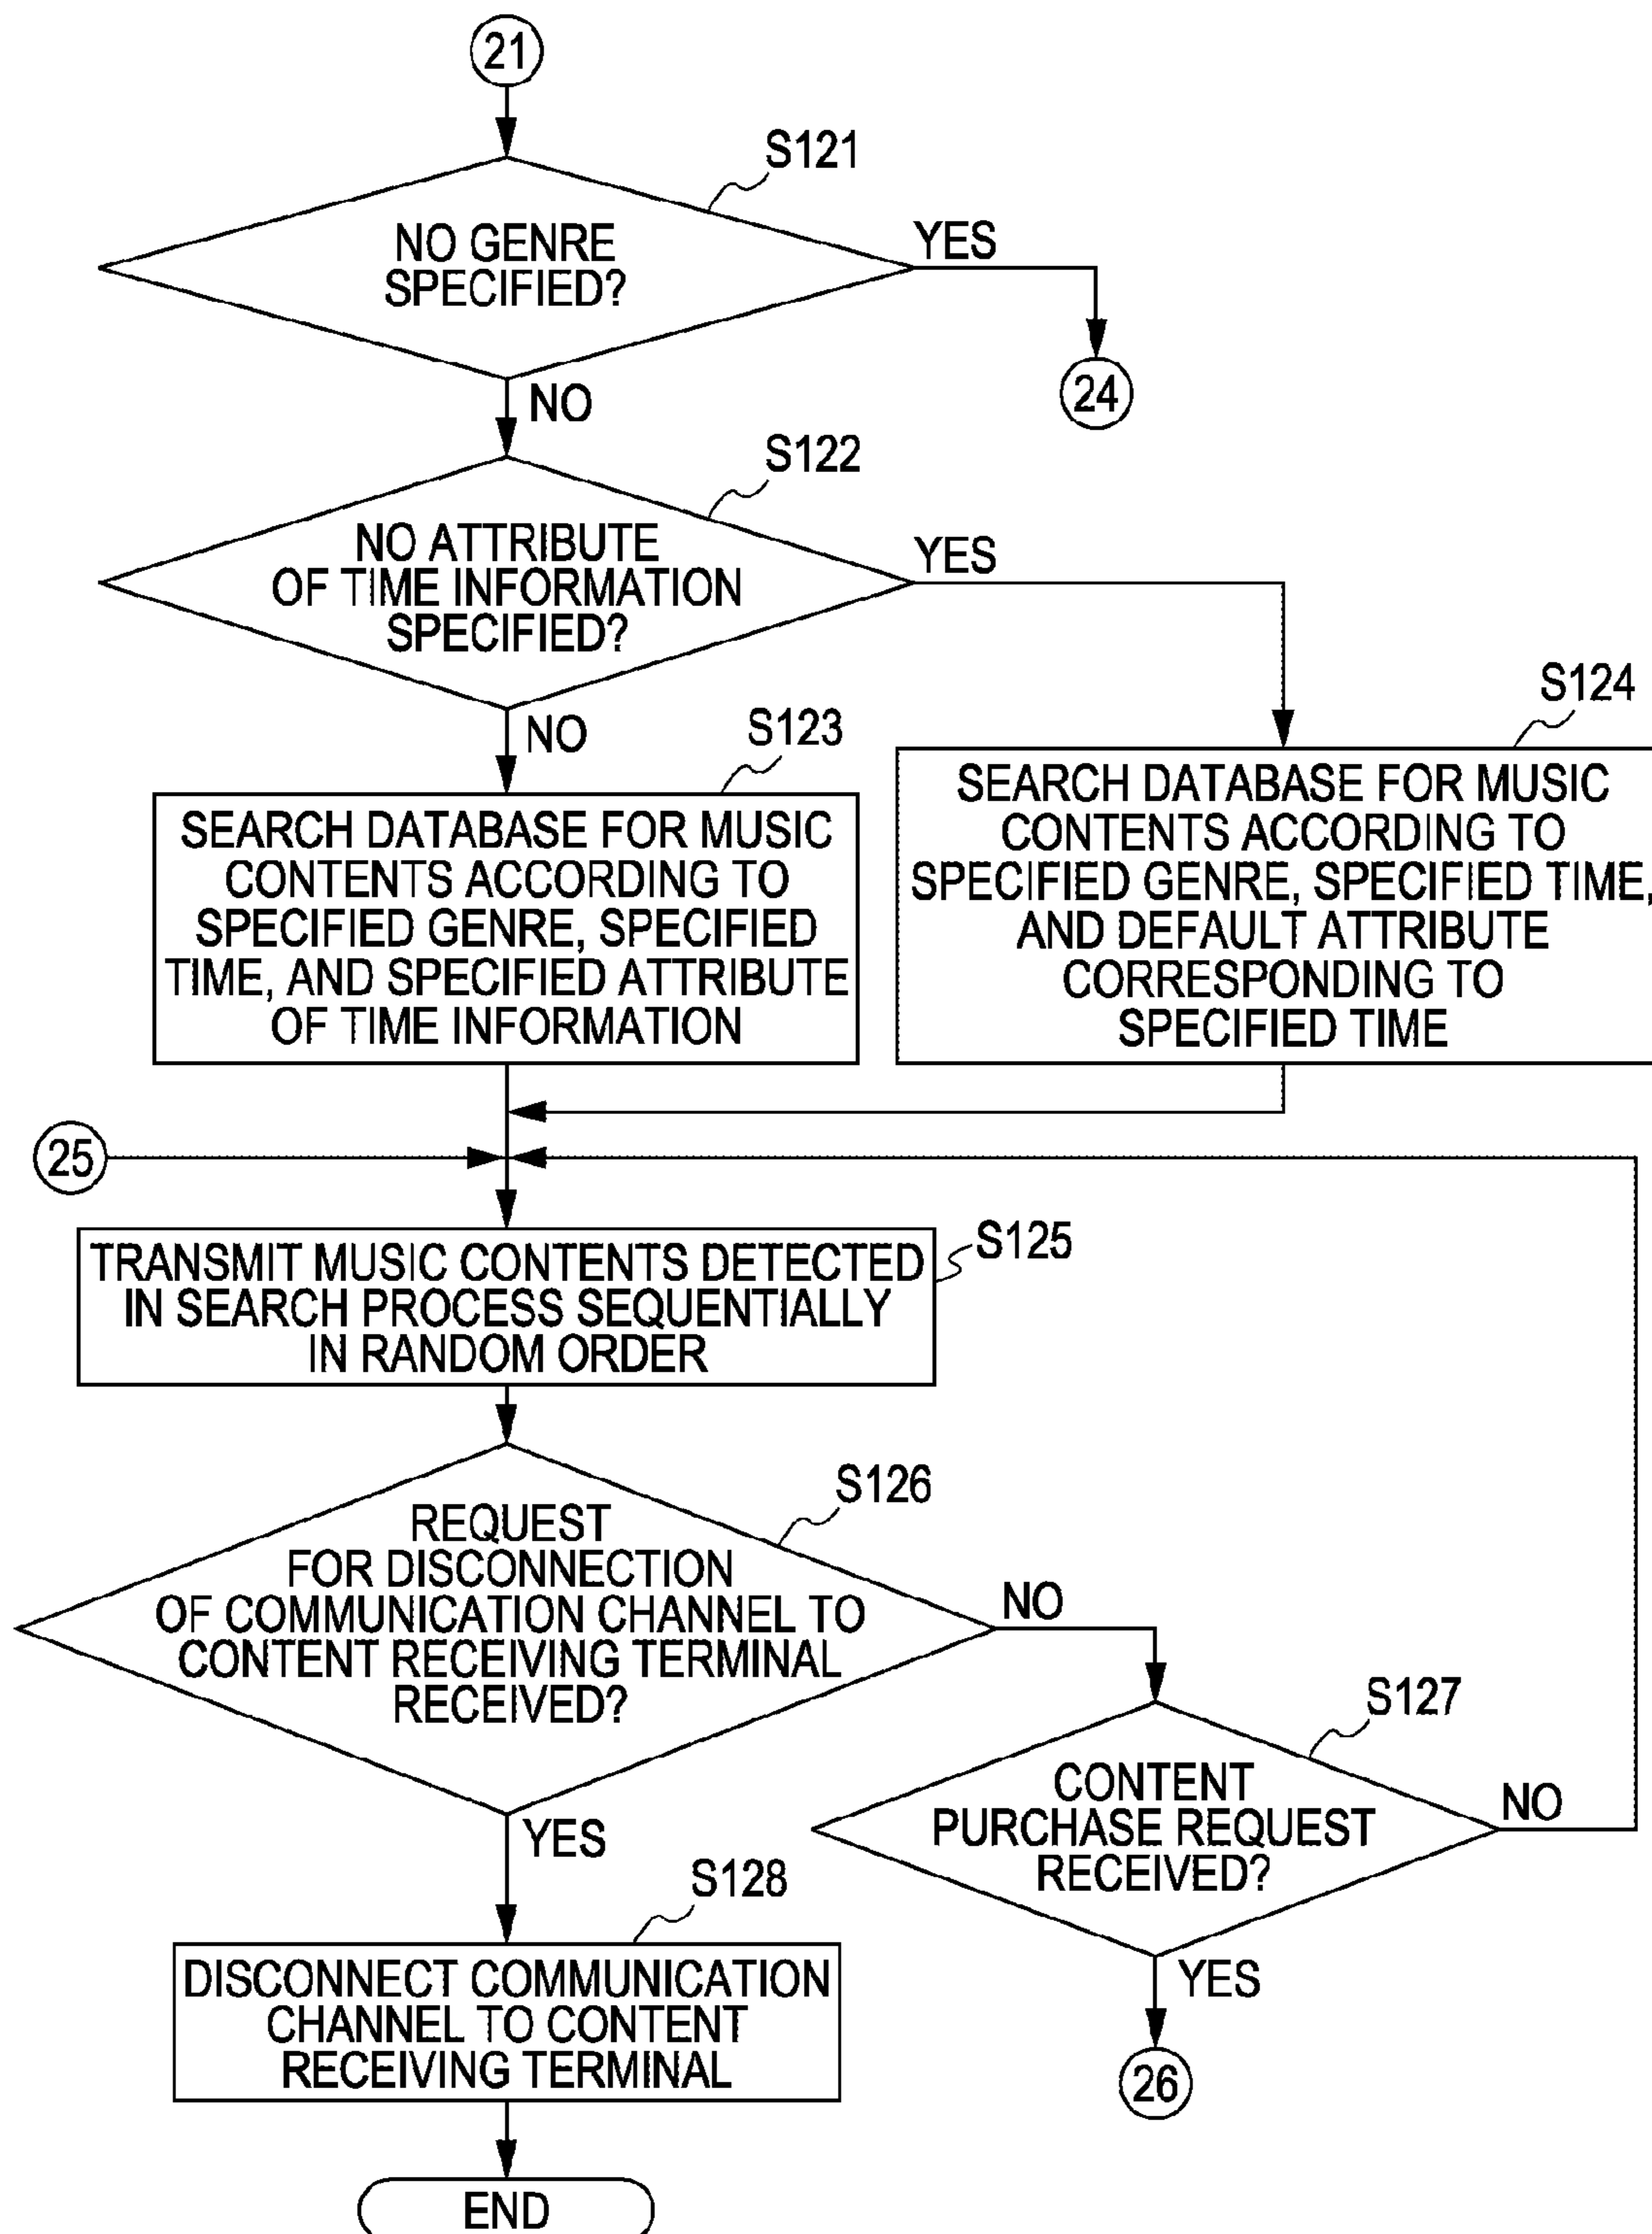 21
S121
NO GENRE
SPECIFIED?
YES
24
NO
S122
NO ATTRIBUTE
OF TIME INFORMATION
SPECIFIED?
YES
NO
S123
SEARCH DATABASE FOR MUSIC
CONTENTS ACCORDING TO
SPECIFIED GENRE, SPECIFIED
TIME, AND SPECIFIED ATTRIBUTE
OF TIME INFORMATION
S124
SEARCH DATABASE FOR MUSIC
CONTENTS ACCORDING TO
SPECIFIED GENRE, SPECIFIED TIME,
AND DEFAULT ATTRIBUTE
CORRESPONDING TO
SPECIFIED TIME
25
TRANSMIT MUSIC CONTENTS DETECTED
IN SEARCH PROCESS SEQUENTIALLY
IN RANDOM ORDER
S125
S126
REQUEST
FOR DISCONNECTION
OF COMMUNICATION CHANNEL TO
CONTENT RECEIVING TERMINAL
RECEIVED?
NO
YES
S127
CONTENT
PURCHASE REQUEST
RECEIVED?
NO
YES
26
S128
DISCONNECT COMMUNICATION
CHANNEL TO CONTENT
RECEIVING TERMINAL
END